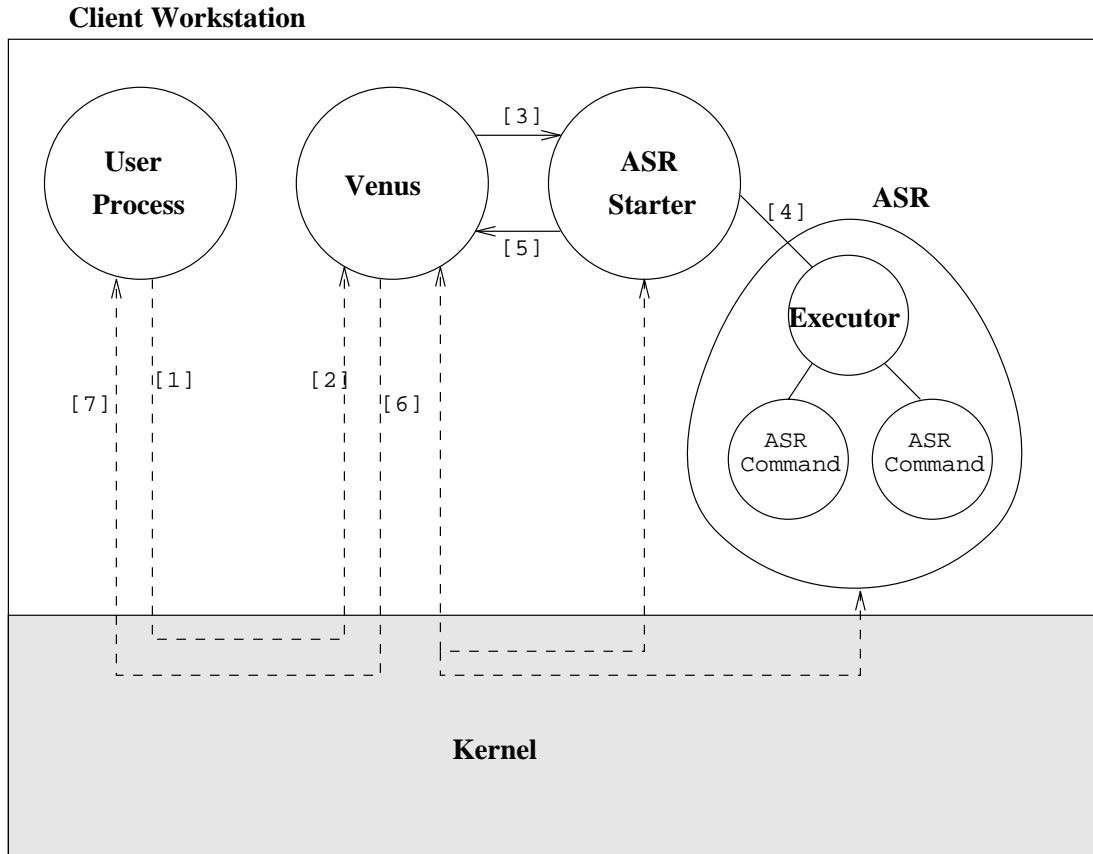 Client Workstation
[3]
User
Process
Venus
ASR
Starter
[4]
ASR
[5]
Executor
[7]
[1]
[2]
[6]
ASR
Command
ASR
Command
Kernel